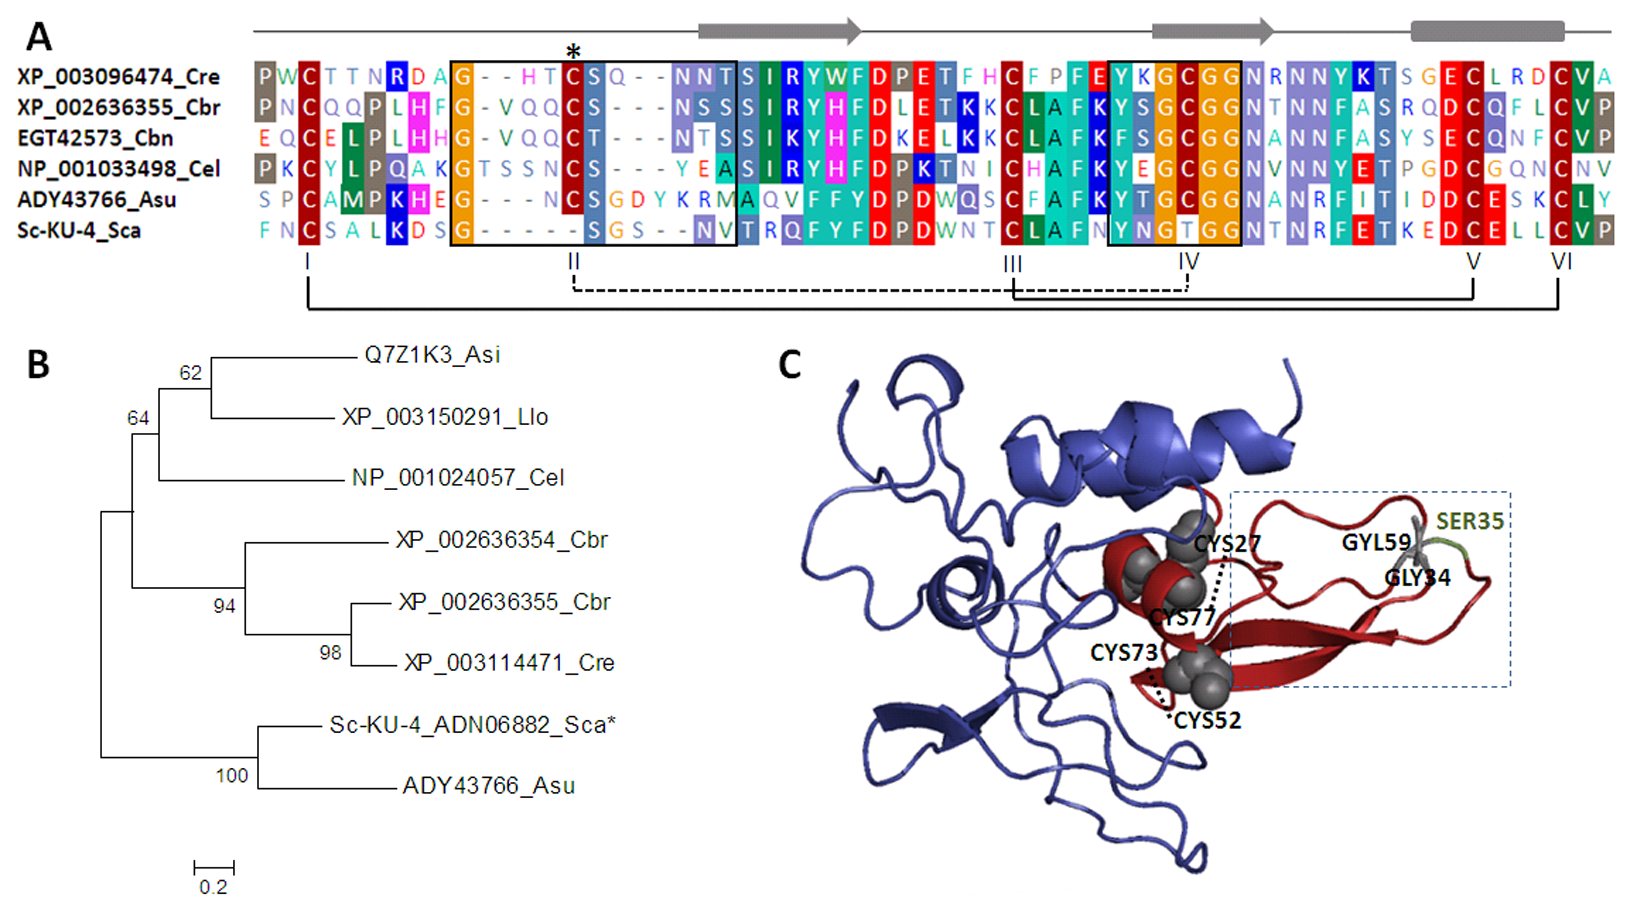 A
*
XP_003096474_Cre P W C T T N R D A G - - H T C S Q - - N N T S I R Y W F D P E T F H C F P F E Y K G C G G N R N N Y K T S G E C L R D C V A
XP_002636355_Cbr P N C Q Q P L H F G - V Q Q C S - - - N S S S I R Y H F D L E T K K C L A F K Y S G C G G N T N N F A S R Q D C Q F L C V P
EGT42573_Cbn E Q C E L P L H H G - V Q Q C T - - - N T S S I K Y H F D K E L K K C L A F K F S G C G G N A N N F A S Y S E C Q N F C V P
NP_001033498_Cel P K C Y L P Q A K G T S S N C S - - - Y E A S I R Y H F D P K T N I C H A F K Y E G C G G N V N N Y E T P G D C G Q N C N V
ADY43766_Asu S P C A M P K H E G - - - N C S G D Y K R M A Q V F F Y D P D W Q S C F A F K Y T G C G G N A N R F I T I D D C E S K C L Y
Sc-KU-4_Sca F N C S A L K D S G - - - - - S G S - - N V T R Q F Y F D P D W N T C L A F N Y N G T G G N T N R F E T K E D C E L L C V P
I II III IV V VI
B
Q7Z1K3_Asi
62
XP_003150291_Llo
64
NP_001024057_Cel
XP_002636354_Cbr
94
XP_002636355_Cbr
98
XP_003114471_Cre
Sc-KU-4_ADN06882_Sca*
100
ADY43766_Asu
0.2
C
SER35
CYS27
GYL59
GLY34
CYS77
CYS73
CYS52